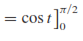 = cos t ]₀^{π/2}